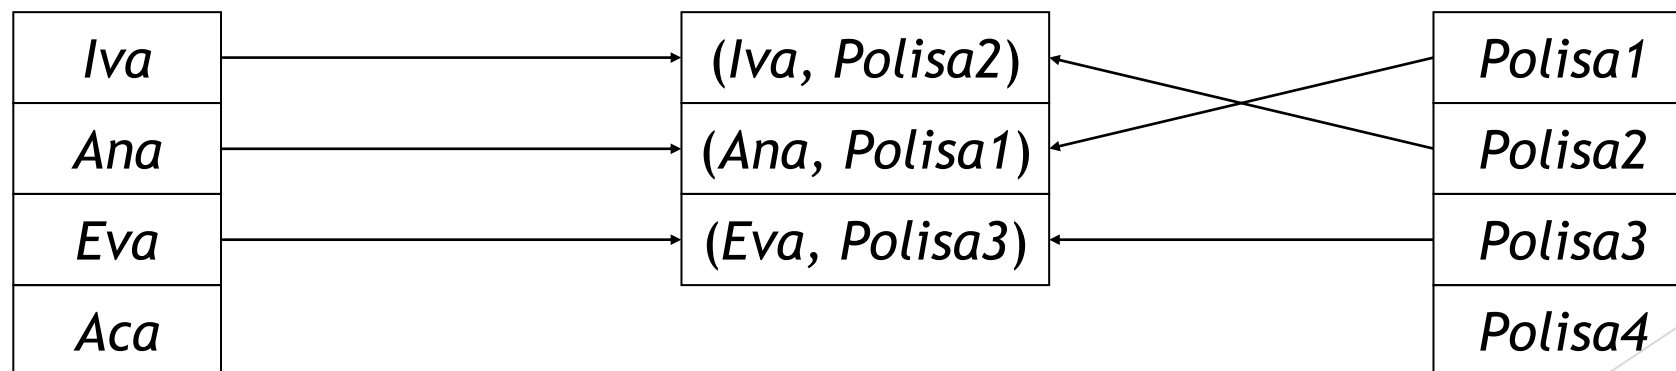 Iva
Ana
Eva
Aca
(Iva, Polisa2)
(Ana, Polisa1)
(Eva, Polisa3)
Polisa1
Polisa2
Polisa3
Polisa4